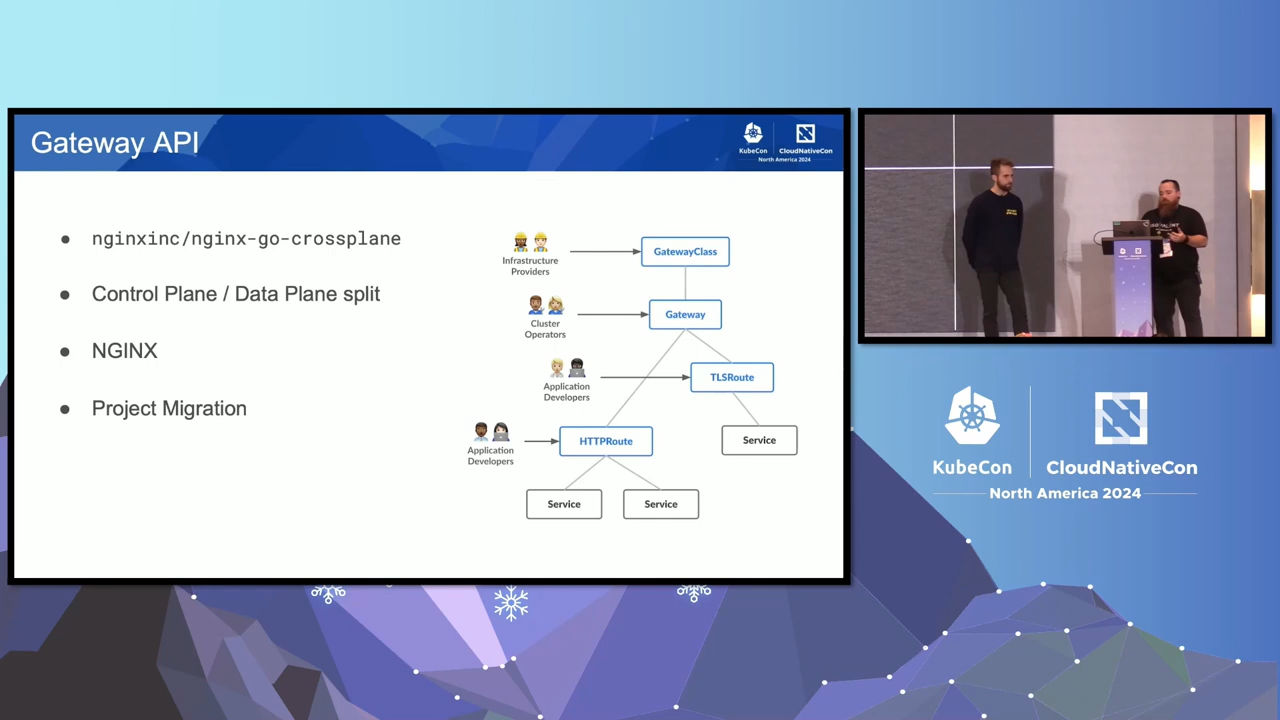 Gateway API
KubeCon
CloudNativeCon
North America 2024
nginxinc/nginx-go-crossplane
Control Plane / Data Plane split
NGINX
Project Migration
Infrastructure
Providers
GatewayClass
Cluster
Operators
Gateway
Application
Developers
TLSRoute
Application
Developers
HTTPRoute
Service
Service
Service
KubeCon
CloudNativeCon
North America 2024